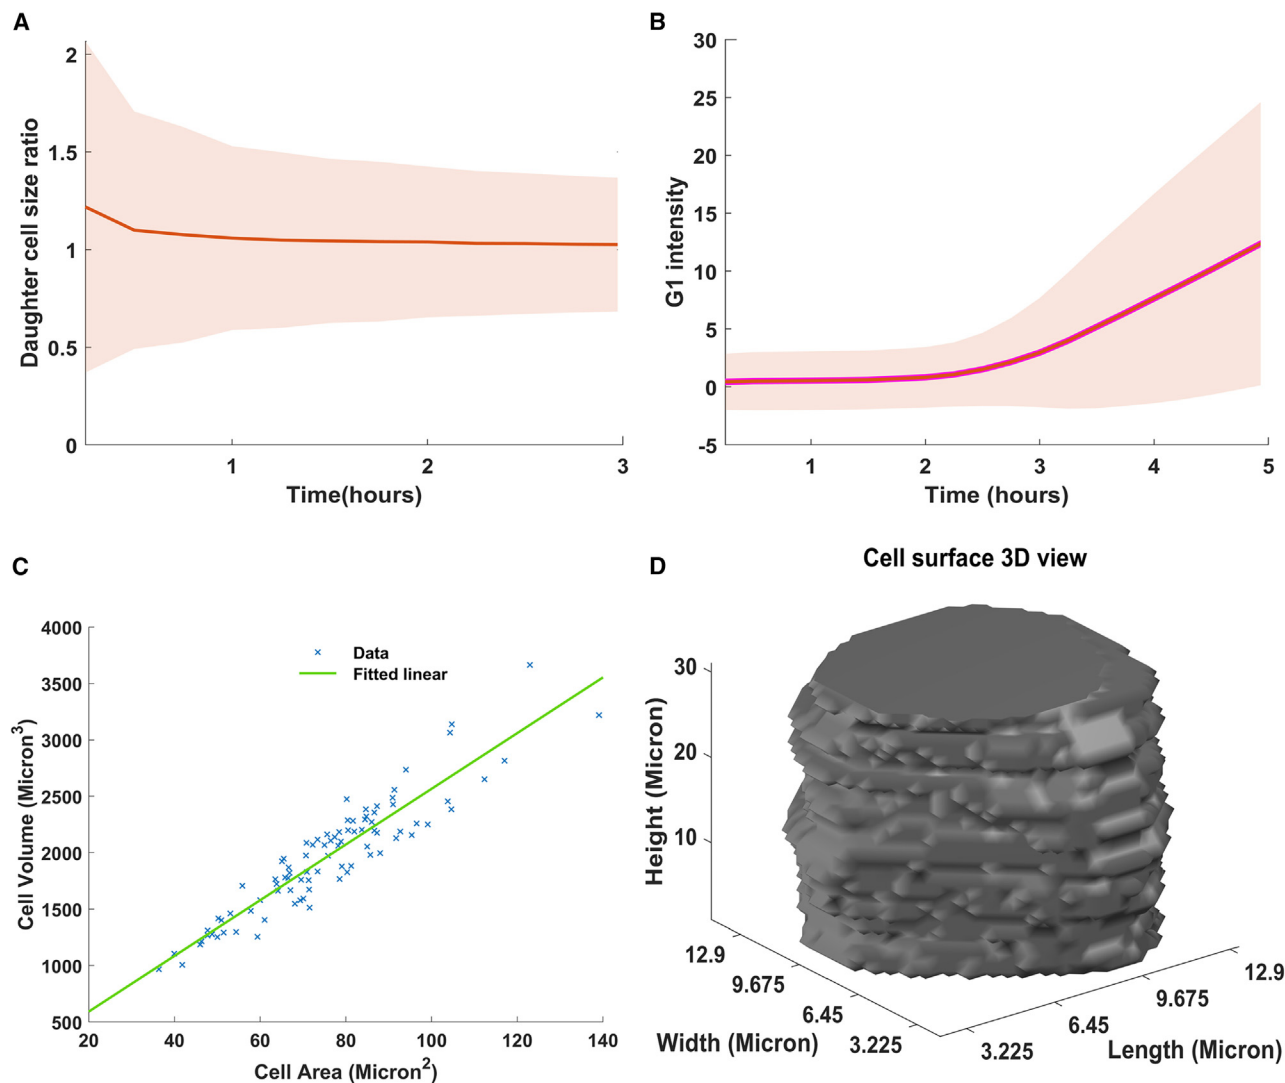 A
2
1.5
1
0.5
0
Daughter cell size ratio
1
2
3
Time(hours)
B
30
25
20
15
10
5
0
-5
G1 intensity
1
2
3
4
5
Time (hours)
C
4000
3500
3000
2500
2000
1500
1000
500
Cell Volume (Micron³)
Data
Fitted linear
20
40
60
80
100
120
140
Cell Area (Micron²)
D
Cell surface 3D view
30
20
10
Height (Micron)
12.9
9.675
6.45
3.225
Width (Micron)
3.225
6.45
9.675
12.9
Length (Micron)